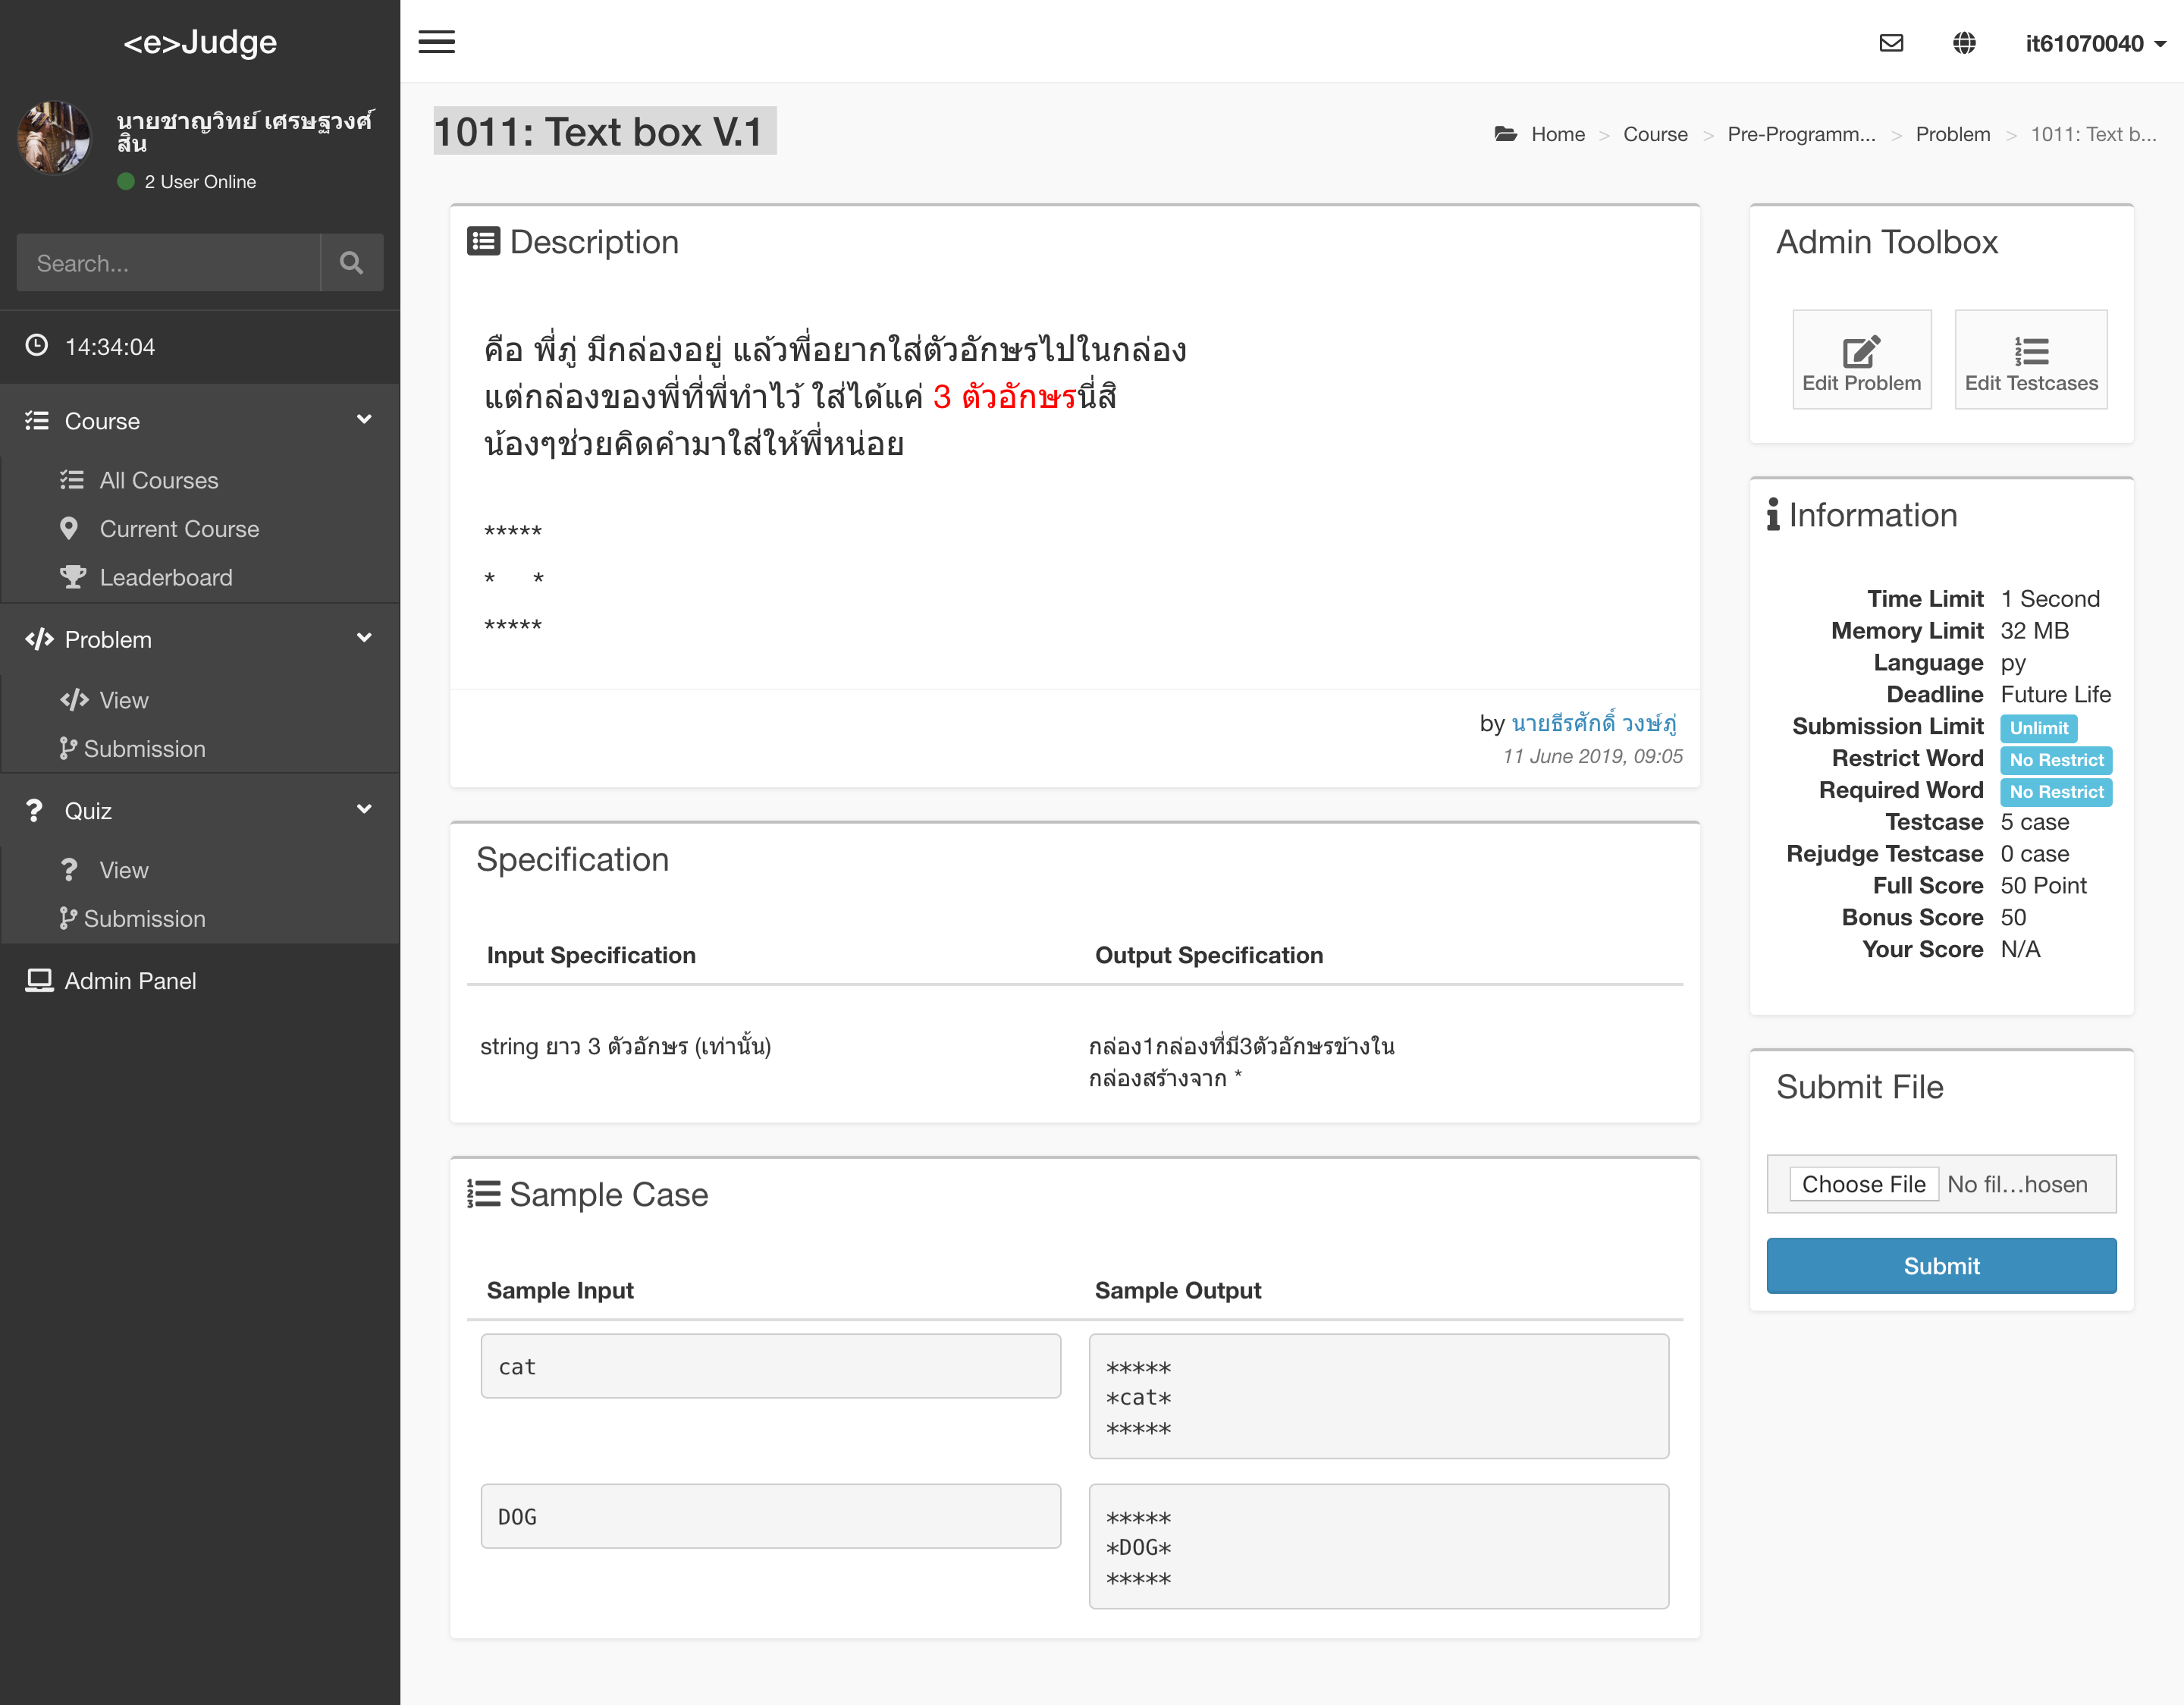 <e>Judge
it61070040
นายชาญวิทย์ เศรษฐวงศ์
สิน
2 User Online
Search...
14:34:04
Course
All Courses
Current Course
Leaderboard
Problem
View
Submission
Quiz
View
Submission
Admin Panel
1011: Text box V.1
Home > Course > Pre-Programm... > Problem > 1011: Text b...
Description
คือ พี่ภู่ มีกล่องอยู่ แล้วพี่อยากใส่ตัวอักษรไปในกล่อง
แต่กล่องของพี่ที่พี่ทำไว้ ใส่ได้แค่ 3 ตัวอักษรนี่สิ
น้องๆช่วยคิดคำมาใส่ให้พี่หน่อย
*****
*   *
*****
by นายธีรศักดิ์ วงษ์ภู่
11 June 2019, 09:05
Specification
Input Specification Output Specification
string ยาว 3 ตัวอักษร (เท่านั้น) กล่อง1กล่องที่มี3ตัวอักษรข้างใน
กล่องสร้างจาก *
Sample Case
Sample Input Sample Output
cat
*****
*cat*
*****
DOG
*****
*DOG*
*****
Admin Toolbox
Edit Problem
Edit Testcases
Information
Time Limit 1 Second
Memory Limit 32 MB
Language py
Deadline Future Life
Submission Limit Unlimit
Restrict Word No Restrict
Required Word No Restrict
Testcase 5 case
Rejudge Testcase 0 case
Full Score 50 Point
Bonus Score 50
Your Score N/A
Submit File
Choose File No fil...hosen
Submit